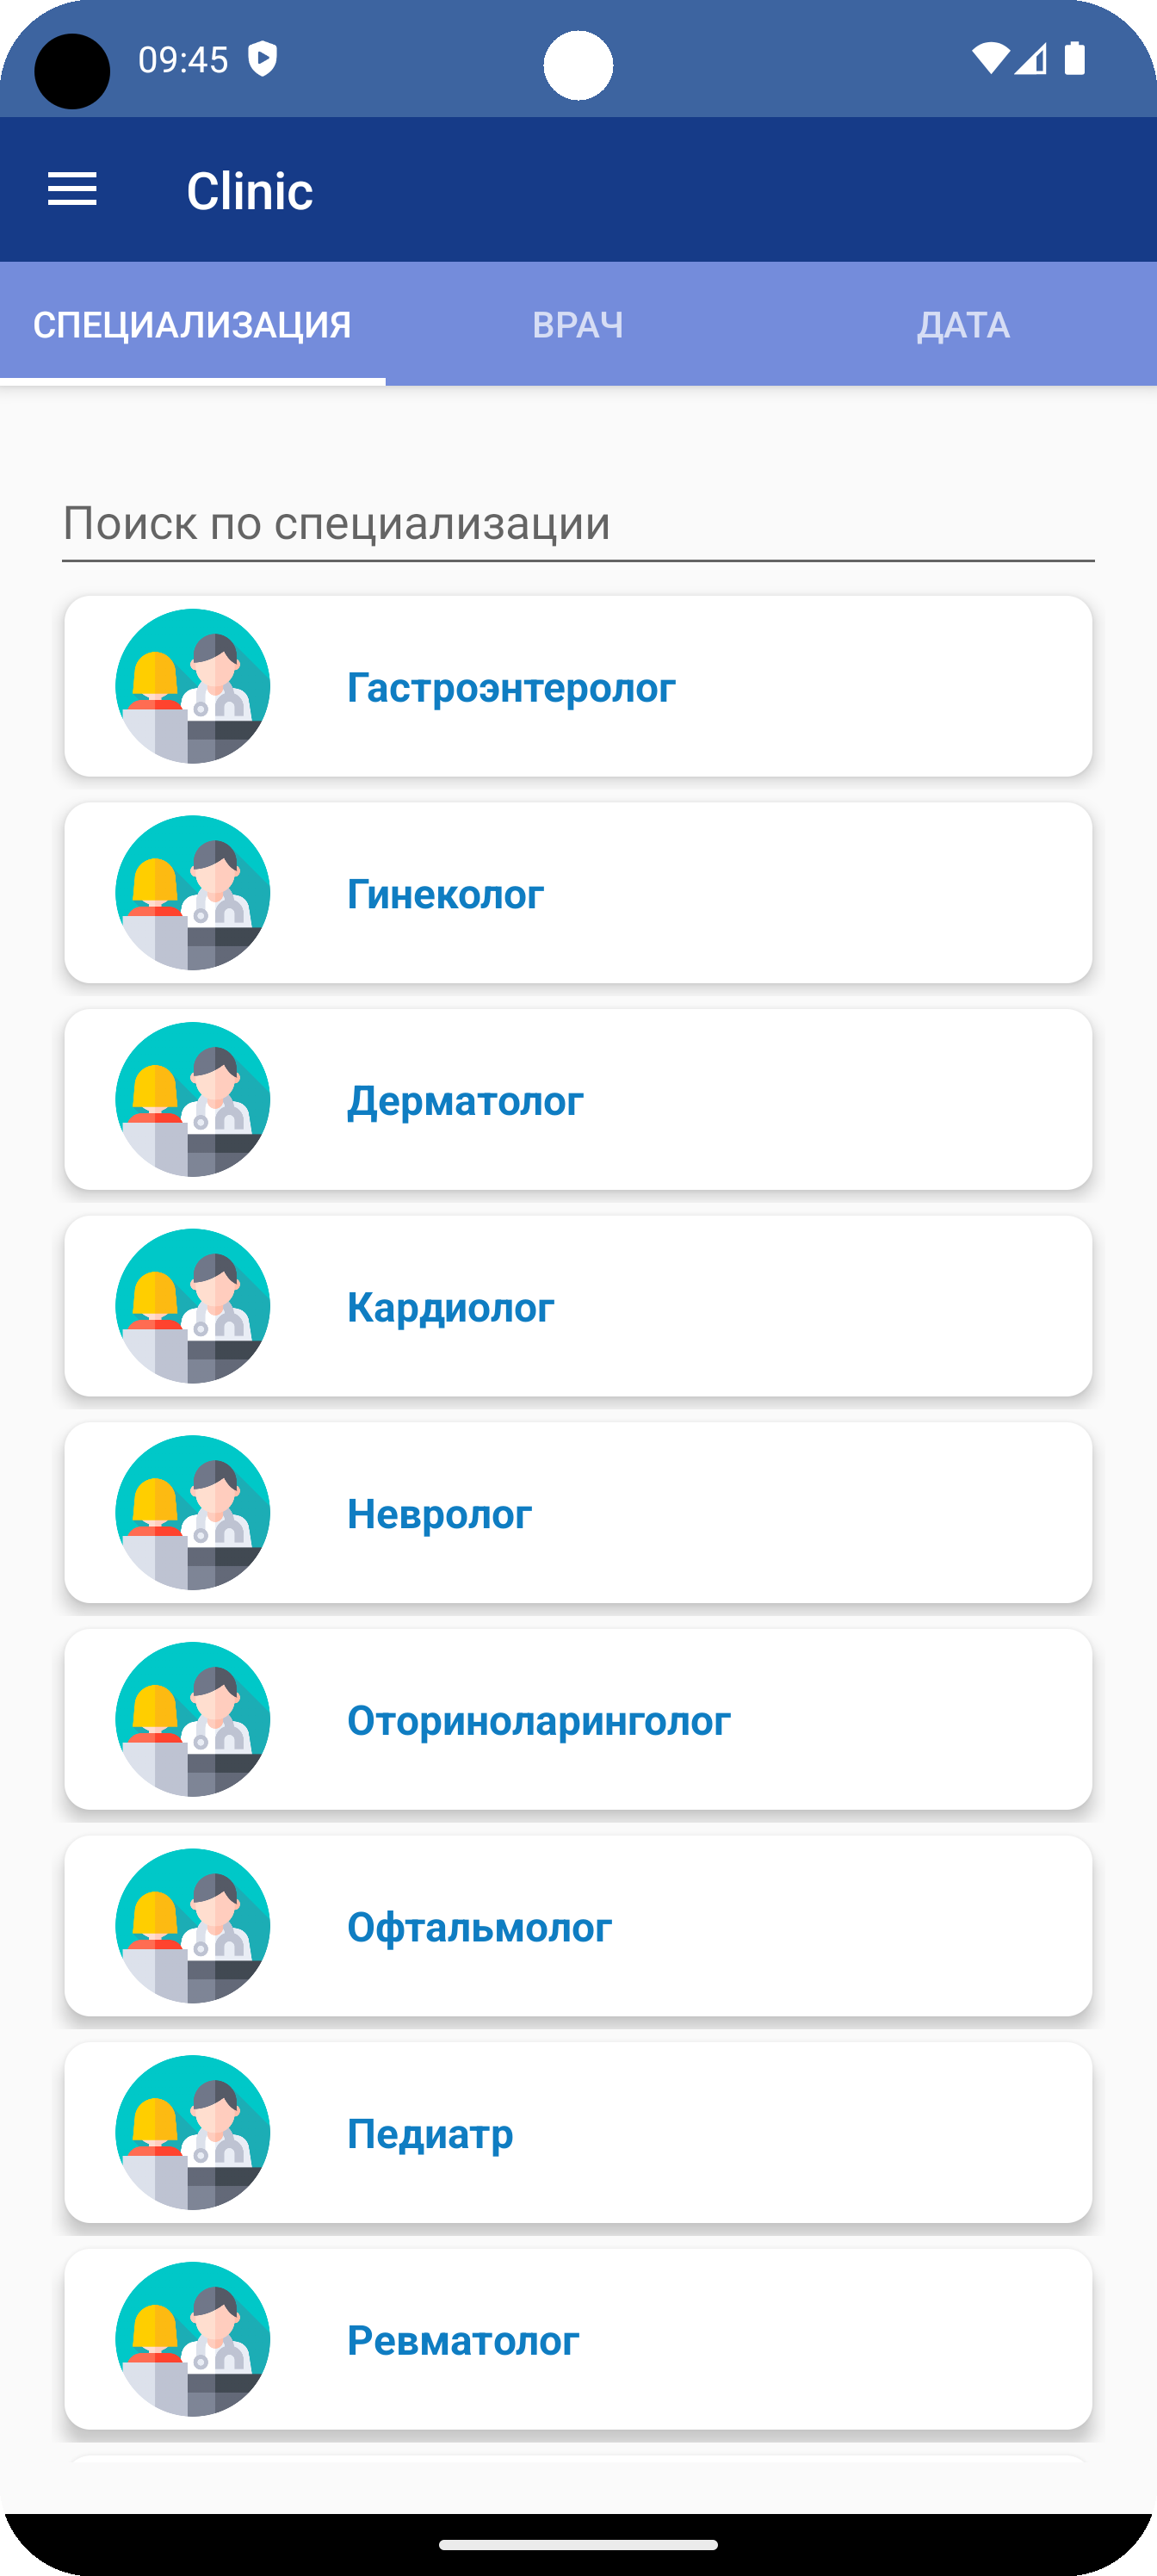 09:45
Clinic
СПЕЦИАЛИЗАЦИЯ ВРАЧ ДАТА
Поиск по специализации
Гастроэнтеролог
Гинеколог
Дерматолог
Кардиолог
Невролог
Оториноларинголог
Офтальмолог
Педиатр
Ревматолог